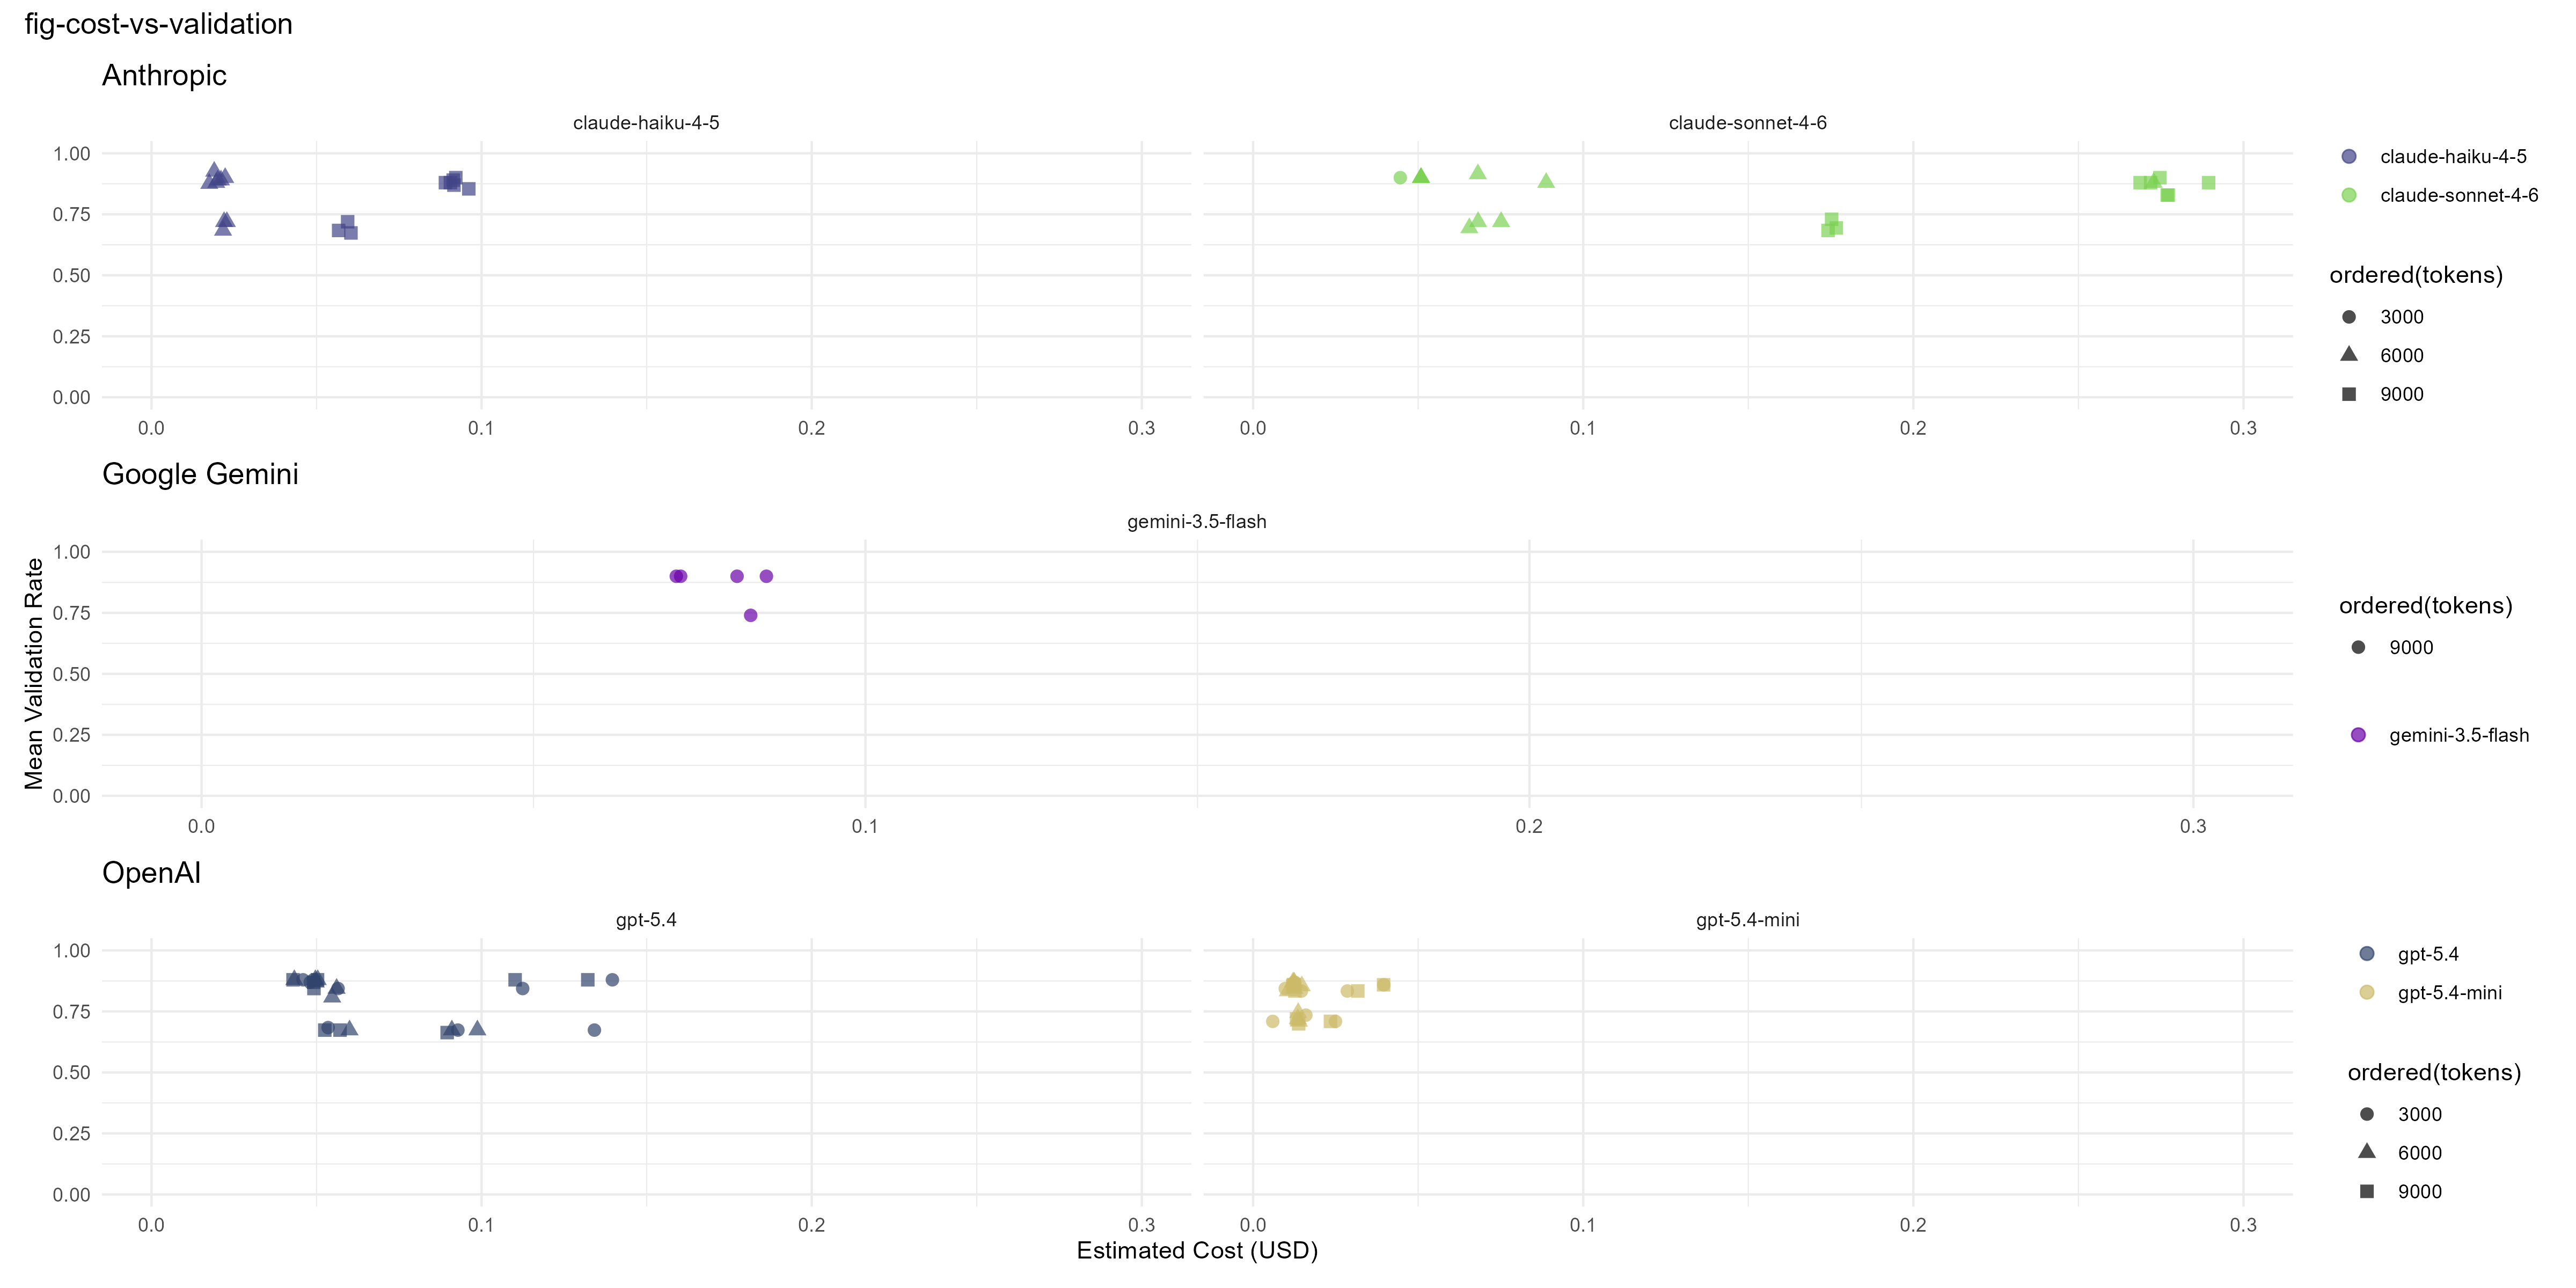 fig-cost-vs-validation
Anthropic
claude-haiku-4-5
claude-sonnet-4-6
1.00
0.75
0.50
0.25
0.00
0.0
0.1
0.2
0.3
0.0
0.1
0.2
0.3
claude-haiku-4-5
claude-sonnet-4-6
ordered(tokens)
3000
6000
9000
Google Gemini
gemini-3.5-flash
Mean Validation Rate
1.00
0.75
0.50
0.25
0.00
0.0
0.1
0.2
0.3
ordered(tokens)
9000
gemini-3.5-flash
OpenAI
gpt-5.4
gpt-5.4-mini
1.00
0.75
0.50
0.25
0.00
0.0
0.1
0.2
0.3
0.0
0.1
0.2
0.3
Estimated Cost (USD)
gpt-5.4
gpt-5.4-mini
ordered(tokens)
3000
6000
9000